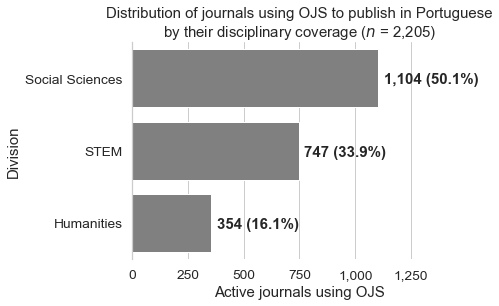 Distribution of journals using OJS to publish in Portuguese
by their disciplinary coverage (n = 2,205)
Division
Social Sciences
1,104 (50.1%)
STEM
747 (33.9%)
Humanities
354 (16.1%)
0 250 500 750 1,000 1,250
Active journals using OJS